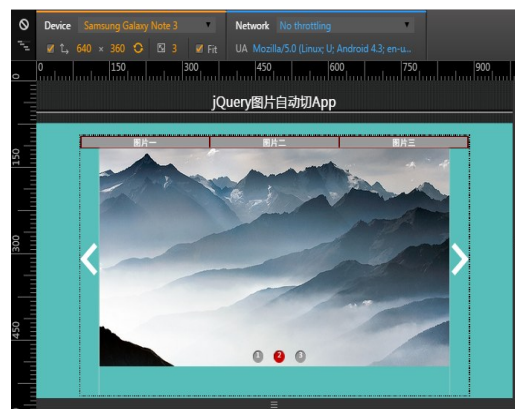 Device Samsung Galaxy Note 3 Network No throttling
640 × 360 3 Fit UA Mozilla/5.0 (Linux; U; Android 4.3; en-u...
0 150 300 450 600 750 900
jQuery图片自动切App
图片一 图片二 图片三
150
300
450
1 2 3